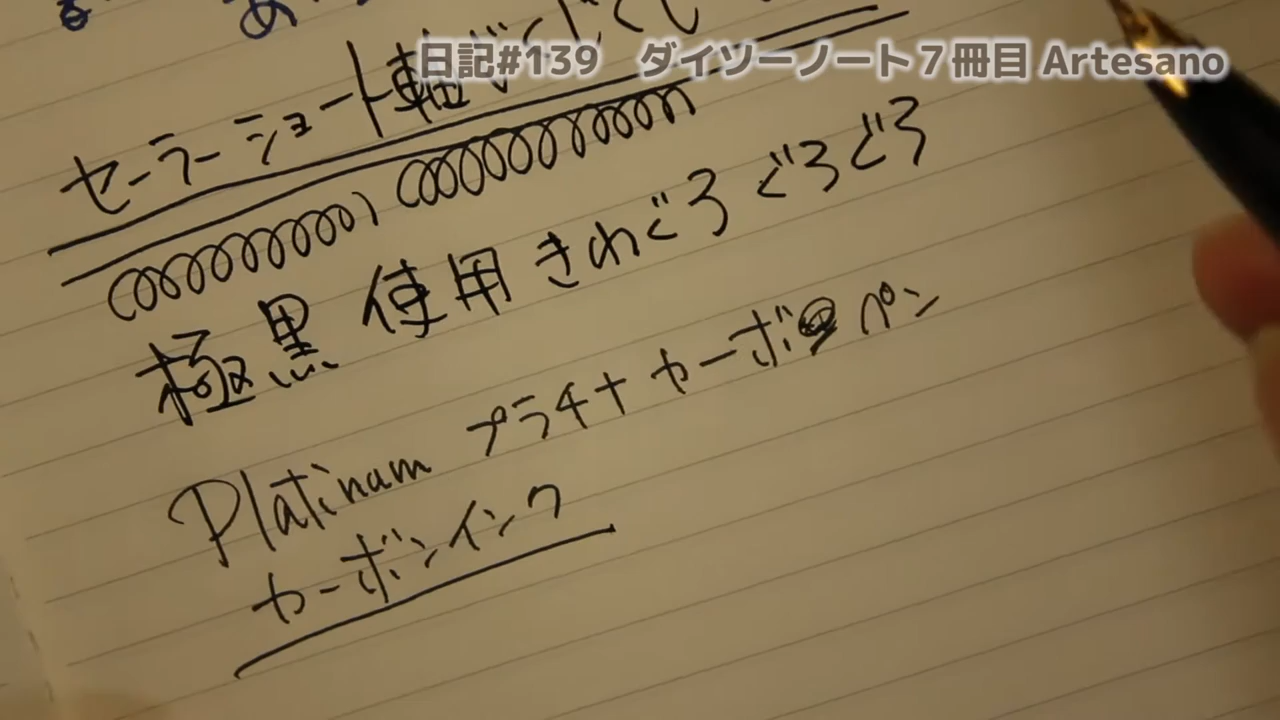 日記#139 ダイソーノート7冊目 Artesano
セーラーショート軸
極黒 使用 きわぐろ ぐろぐろ
Platinam プラチナ カーボ ペン
カーボンインク